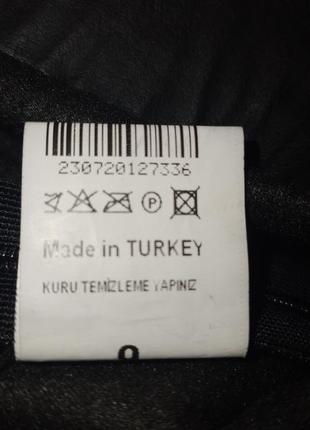 230720127336
P
Made in TURKEY
KURU TEMİZLEME YAPINIZ